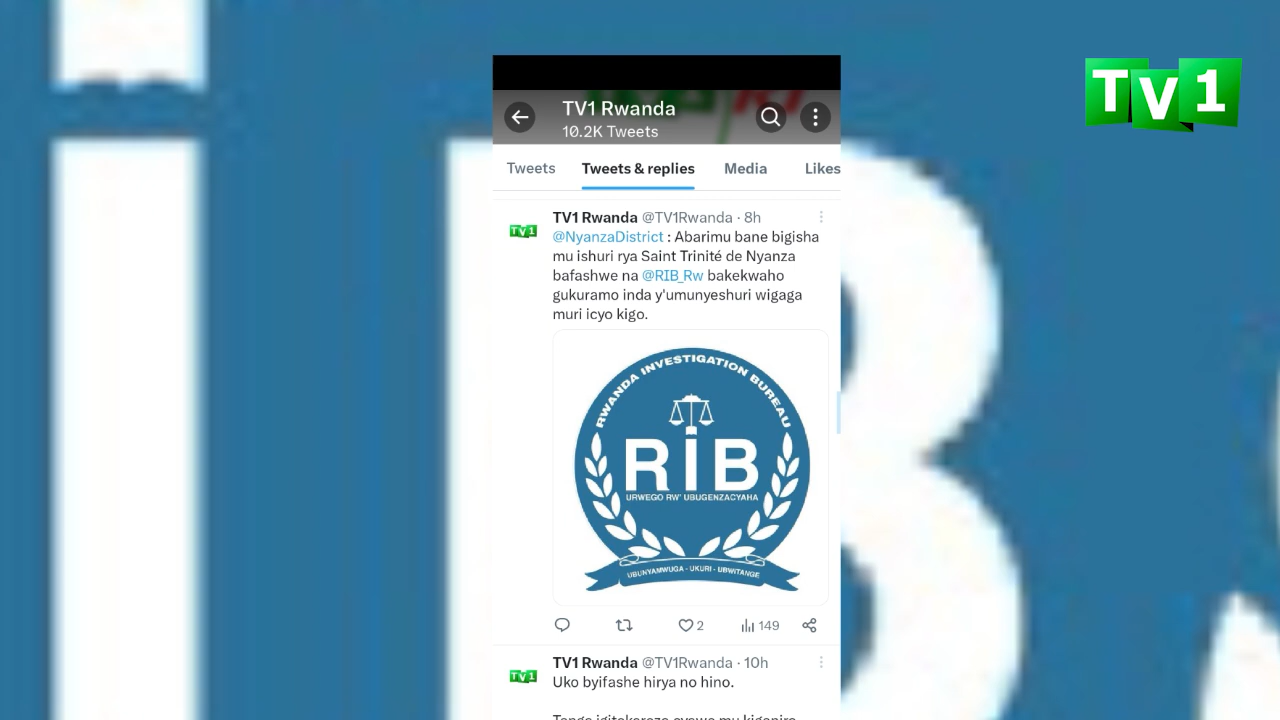 TV1
TV1 Rwanda
10.2K Tweets
Tweets
Tweets & replies
Media
Likes
TV1 Rwanda @TV1Rwanda · 8h
@NyanzaDistrict : Abarimu bane bigisha
mu ishuri rya Saint Trinité de Nyanza
bafashwe na @RIB_Rw bakekwaho
gukuramo inda y'umunyeshuri wigaga
muri icyo kigo.
TV1
RWANDA INVESTIGATION BUREAU
RIB
URWEGO RW' UBUGENZACYAHA
UBUNYAMWUGA - UKURI - UBWITANGE
2
149
TV1 Rwanda @TV1Rwanda · 10h
TV1
Uko byifashe hirya no hino.